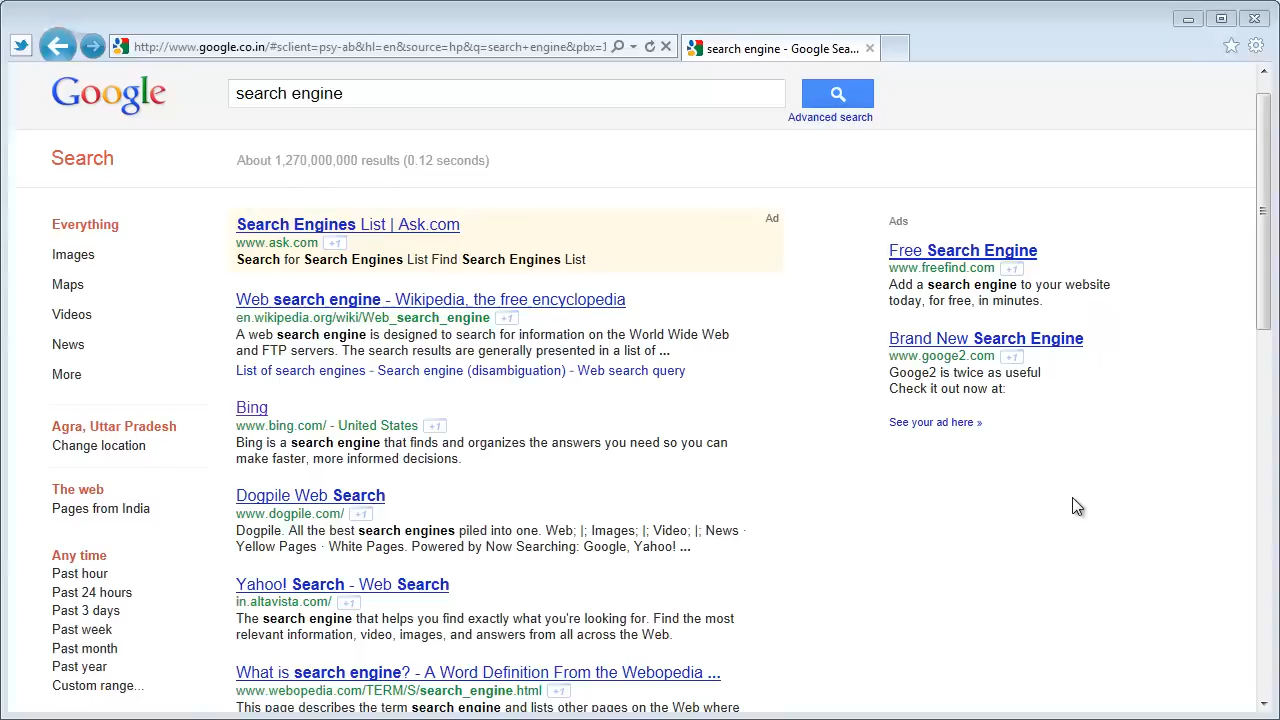 http://www.google.co.in/#sclient=psy-ab&hl=en&source=hp&q=search+engine&pbx=1
search engine - Google Sea...
Google
search engine
Advanced search
Search
About 1,270,000,000 results (0.12 seconds)
Everything
Images
Maps
Videos
News
More
Agra, Uttar Pradesh
Change location
The web
Pages from India
Any time
Past hour
Past 24 hours
Past 3 days
Past week
Past month
Past year
Custom range...
Search Engines List | Ask.com
Ad
www.ask.com +1
Search for Search Engines List Find Search Engines List
Web search engine - Wikipedia, the free encyclopedia
en.wikipedia.org/wiki/Web_search_engine +1
A web search engine is designed to search for information on the World Wide Web
and FTP servers. The search results are generally presented in a list of ...
List of search engines - Search engine (disambiguation) - Web search query
Bing
www.bing.com/ - United States +1
Bing is a search engine that finds and organizes the answers you need so you can
make faster, more informed decisions.
Dogpile Web Search
www.dogpile.com/ +1
Dogpile. All the best search engines piled into one. Web; |; Images; |; Video; |; News ·
Yellow Pages · White Pages. Powered by Now Searching: Google, Yahoo! ...
Yahoo! Search - Web Search
in.altavista.com/ +1
The search engine that helps you find exactly what you're looking for. Find the most
relevant information, video, images, and answers from all across the Web.
What is search engine? - A Word Definition From the Webopedia ...
www.webopedia.com/TERM/S/search_engine.html +1
This page describes the term search engine and lists other pages on the Web where
Ads
Free Search Engine
www.freefind.com +1
Add a search engine to your website
today, for free, in minutes.
Brand New Search Engine
www.googe2.com +1
Googe2 is twice as useful
Check it out now at:
See your ad here »